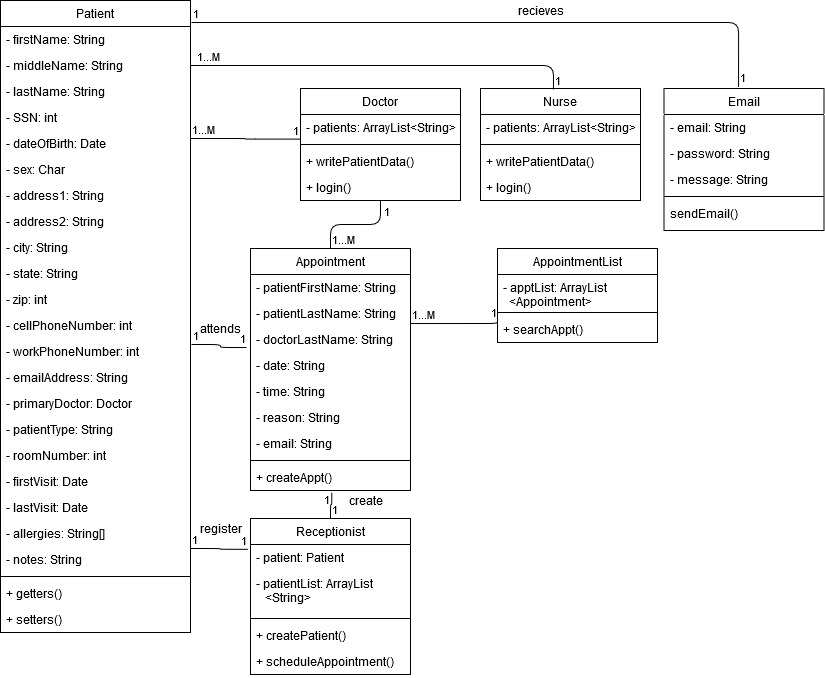 Patient
- firstName: String
- middleName: String
- lastName: String
- SSN: int
- dateOfBirth: Date
- sex: Char
- address1: String
- address2: String
- city: String
- state: String
- zip: int
- cellPhoneNumber: int
- workPhoneNumber: int
- emailAddress: String
- primaryDoctor: Doctor
- patientType: String
- roomNumber: int
- firstVisit: Date
- lastVisit: Date
- allergies: String[]
- notes: String
+ getters()
+ setters()
1
recieves
1
1...M
1
1...M
1
Doctor
- patients: ArrayList<String>
+ writePatientData()
+ login()
Nurse
- patients: ArrayList<String>
+ writePatientData()
+ login()
Email
- email: String
- password: String
- message: String
sendEmail()
1
1...M
Appointment
- patientFirstName: String
- patientLastName: String
- doctorLastName: String
- date: String
- time: String
- reason: String
- email: String
+ createAppt()
AppointmentList
- apptList: ArrayList
<Appointment>
+ searchAppt()
1...M
1
attends
1
1
1
create
1
register
1
1
Receptionist
- patient: Patient
- patientList: ArrayList
<String>
+ createPatient()
+ scheduleAppointment()